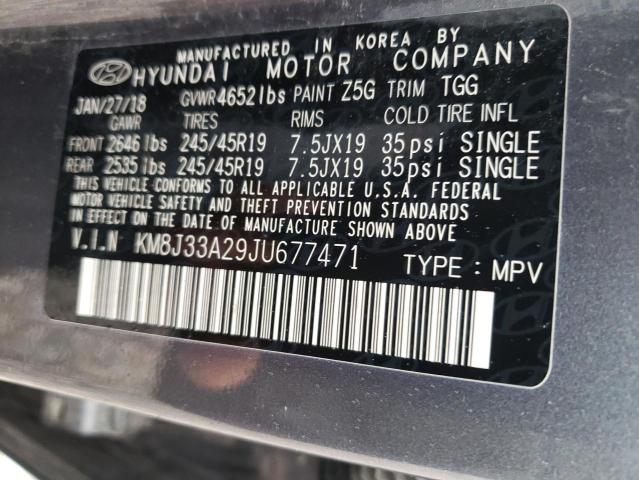 MANUFACTURED IN KOREA BY
HYUNDAI MOTOR COMPANY
JAN/27/18 GVWR 4652lbs PAINT Z5G TRIM TGG
GAWR TIRES RIMS COLD TIRE INFL
FRONT 2646 lbs 245/45R19 7.5JX19 35psi SINGLE
REAR 2535 lbs 245/45R19 7.5JX19 35psi SINGLE
THIS VEHICLE CONFORMS TO ALL APPLICABLE U.S.A. FEDERAL
MOTOR VEHICLE SAFETY AND THEFT PREVENTION STANDARDS
IN EFFECT ON THE DATE OF MANUFACTURE SHOWN ABOVE
V.I.N KM8J33A29JU677471 TYPE : MPV